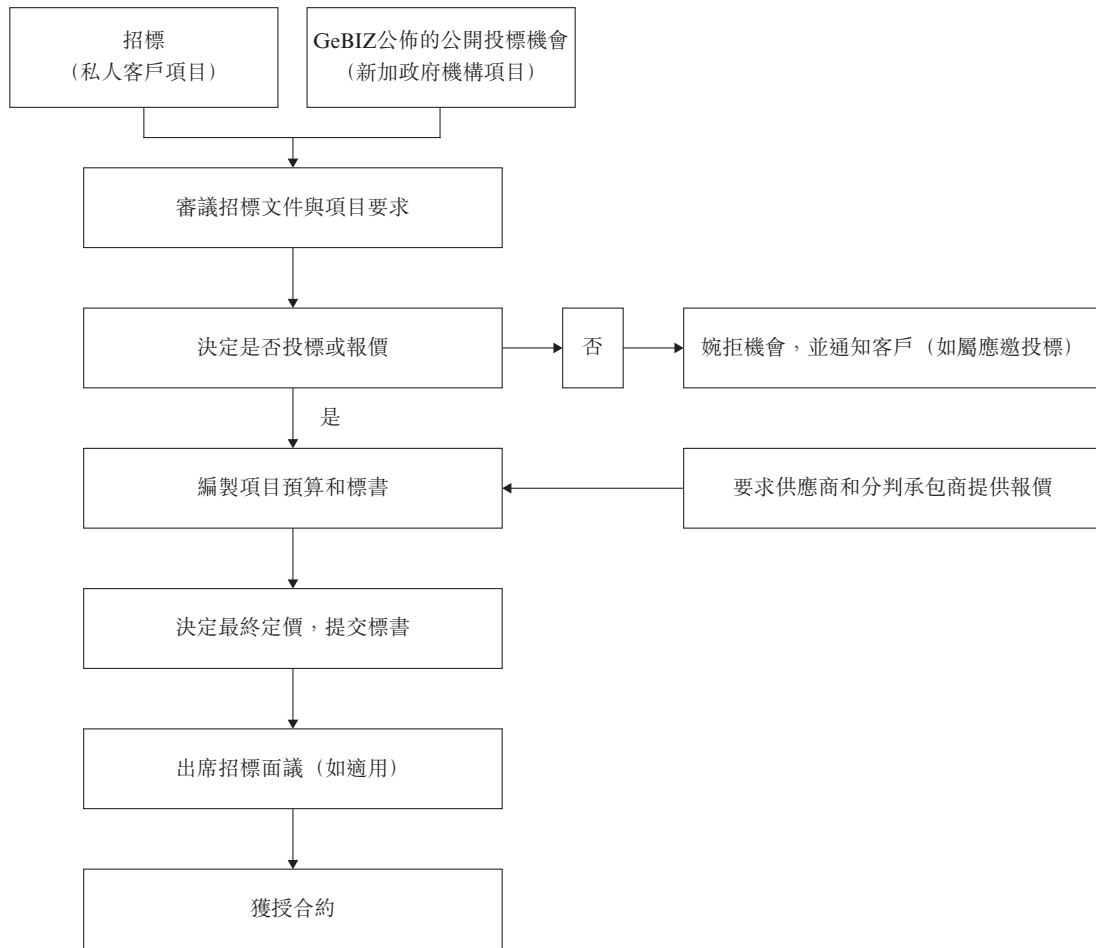 招標
（私人客戶項目）
GeBIZ公佈的公開投標機會
（新加政府機構項目）
審議招標文件與項目要求
決定是否投標或報價
否
婉拒機會，並通知客戶（如屬應邀投標）
是
編製項目預算和標書
要求供應商和分判承包商提供報價
決定最終定價，提交標書
出席招標面議（如適用）
獲授合約